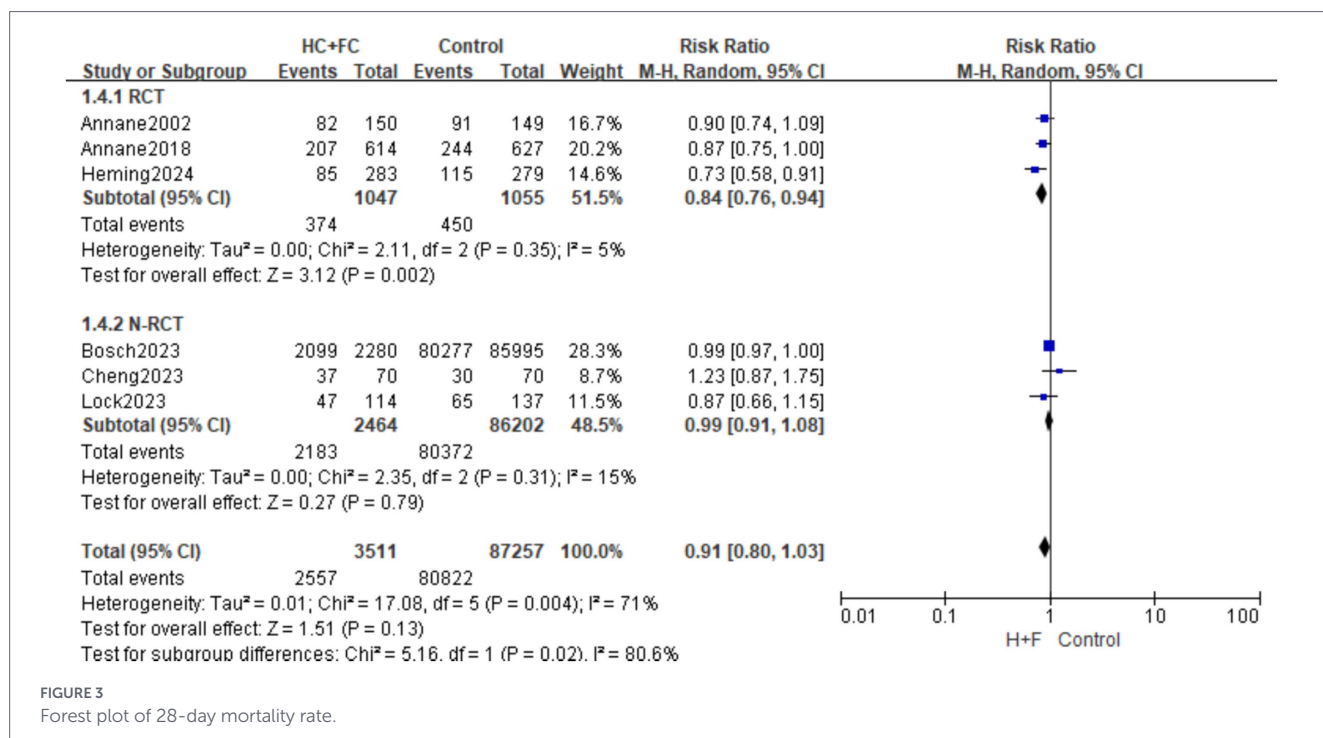 HC+FC Control Risk Ratio Risk Ratio
Study or Subgroup Events Total Events Total Weight M-H, Random, 95% CI M-H, Random, 95% CI
1.4.1 RCT
Annane2002 82 150 91 149 16.7% 0.90 [0.74, 1.09]
Annane2018 207 614 244 627 20.2% 0.87 [0.75, 1.00]
Heming2024 85 283 115 279 14.6% 0.73 [0.58, 0.91]
Subtotal (95% CI) 1047 1055 51.5% 0.84 [0.76, 0.94]
Total events 374 450
Heterogeneity: Tau² = 0.00; Chi² = 2.11, df = 2 (P = 0.35); I² = 5%
Test for overall effect: Z = 3.12 (P = 0.002)
1.4.2 N-RCT
Bosch2023 2099 2280 80277 85995 28.3% 0.99 [0.97, 1.00]
Cheng2023 37 70 30 70 8.7% 1.23 [0.87, 1.75]
Lock2023 47 114 65 137 11.5% 0.87 [0.66, 1.15]
Subtotal (95% CI) 2464 86202 48.5% 0.99 [0.91, 1.08]
Total events 2183 80372
Heterogeneity: Tau² = 0.00; Chi² = 2.35, df = 2 (P = 0.31); I² = 15%
Test for overall effect: Z = 0.27 (P = 0.79)
Total (95% CI) 3511 87257 100.0% 0.91 [0.80, 1.03]
Total events 2557 80822
Heterogeneity: Tau² = 0.01; Chi² = 17.08, df = 5 (P = 0.004); I² = 71%
Test for overall effect: Z = 1.51 (P = 0.13)
Test for subgroup differences: Chi² = 5.16. df = 1 (P = 0.02). I² = 80.6%
0.01 0.1 1 10 100
H+F Control
FIGURE 3
Forest plot of 28-day mortality rate.